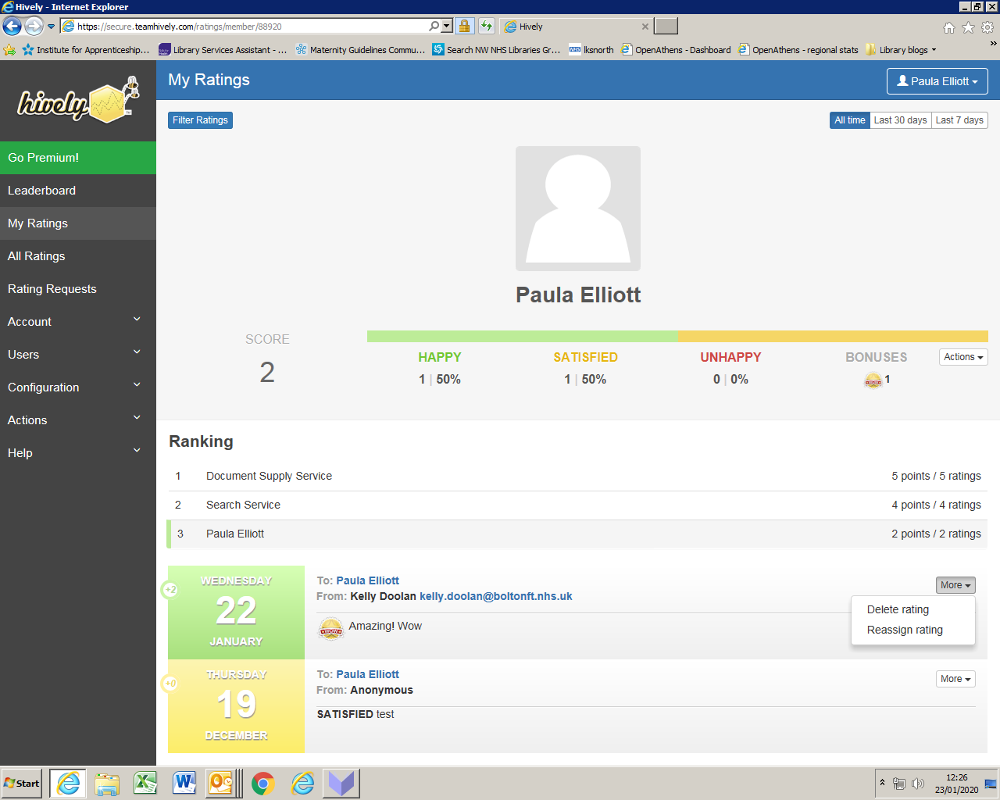 Hively - Internet Explorer
https://secure.teamhively.com/ratings/member/88920
Hively
Institute for Apprenticeship...
Library Services Assistant - ...
Maternity Guidelines Commu...
Search NW NHS Libraries Gr...
NHS
lksnorth
OpenAthens - Dashboard
OpenAthens - regional stats
Library blogs
»
hively
My Ratings
Paula Elliott
Filter Ratings
All time
Last 30 days
Last 7 days
Go Premium!
Leaderboard
My Ratings
All Ratings
Rating Requests
Account
Users
Configuration
Actions
Help
Paula Elliott
SCORE
2
HAPPY
1 | 50%
SATISFIED
1 | 50%
UNHAPPY
0 | 0%
BONUSES
1
Actions
Ranking
1 Document Supply Service 5 points / 5 ratings
2 Search Service 4 points / 4 ratings
3 Paula Elliott 2 points / 2 ratings
+2
WEDNESDAY
22
JANUARY
To: Paula Elliott
From: Kelly Doolan kelly.doolan@boltonft.nhs.uk
WOW
Amazing! Wow
More
Delete rating
Reassign rating
+0
THURSDAY
19
DECEMBER
To: Paula Elliott
From: Anonymous
SATISFIED test
More
Start
12:26
23/01/2020